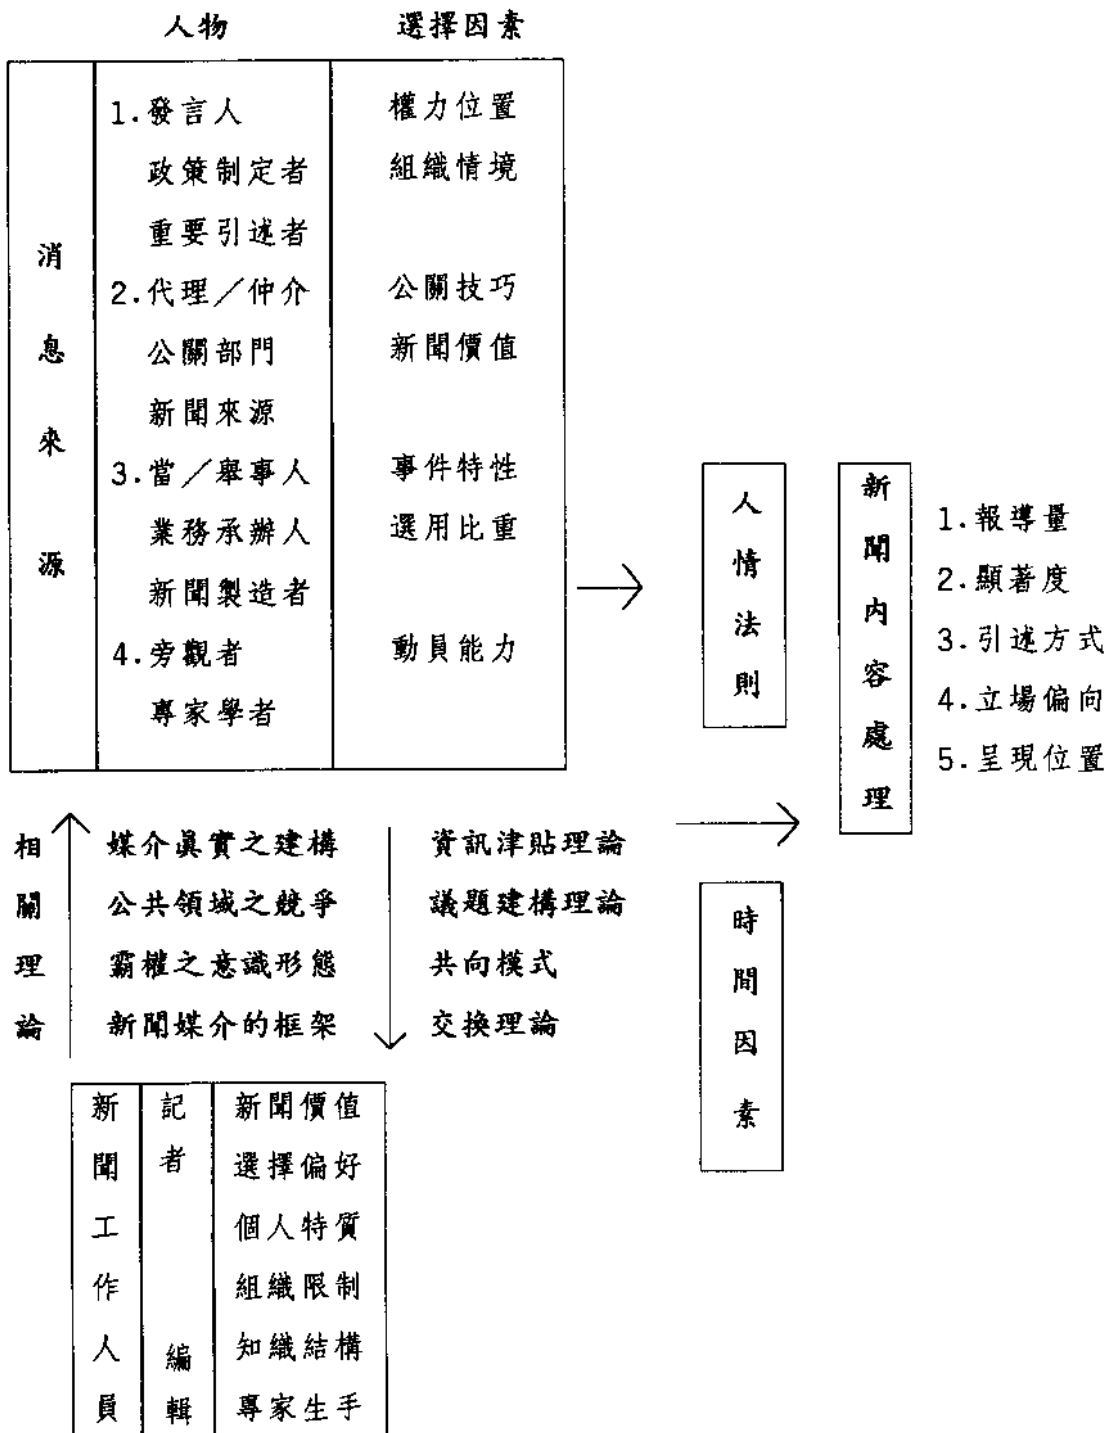 人物 選擇因素
消息來源
1.發言人 權力位置
政策制定者 組織情境
重要引述者
2.代理／仲介 公關技巧
公關部門 新聞價值
新聞來源
3.當／舉事人 事件特性
業務承辦人 選用比重
新聞製造者
4.旁觀者 動員能力
專家學者
人情法則
新聞內容處理
1.報導量
2.顯著度
3.引述方式
4.立場偏向
5.呈現位置
相關理論
媒介眞實之建構 資訊津貼理論
公共領域之競爭 議題建構理論
霸權之意識形態 共向模式
新聞媒介的框架 交換理論
時間因素
新聞工作人員
記者
編輯
新聞價值
選擇偏好
個人特質
組織限制
知織結構
專家生手